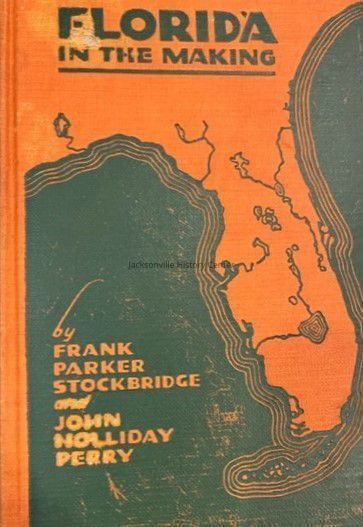 FLORIDA
IN THE MAKING
Jacksonville History Center
by
FRANK
PARKER
STOCKBRIDGE
and
JOHN
HOLLIDAY
PERRY